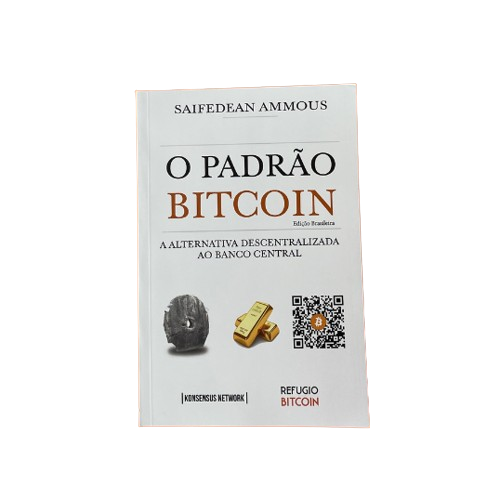 SAIFEDEAN AMMOUS
O PADRÃO
BITCOIN
Edição Brasileira
A ALTERNATIVA DESCENTRALIZADA
AO BANCO CENTRAL
| KONSENSUS NETWORK |
REFUGIO
BITCOIN